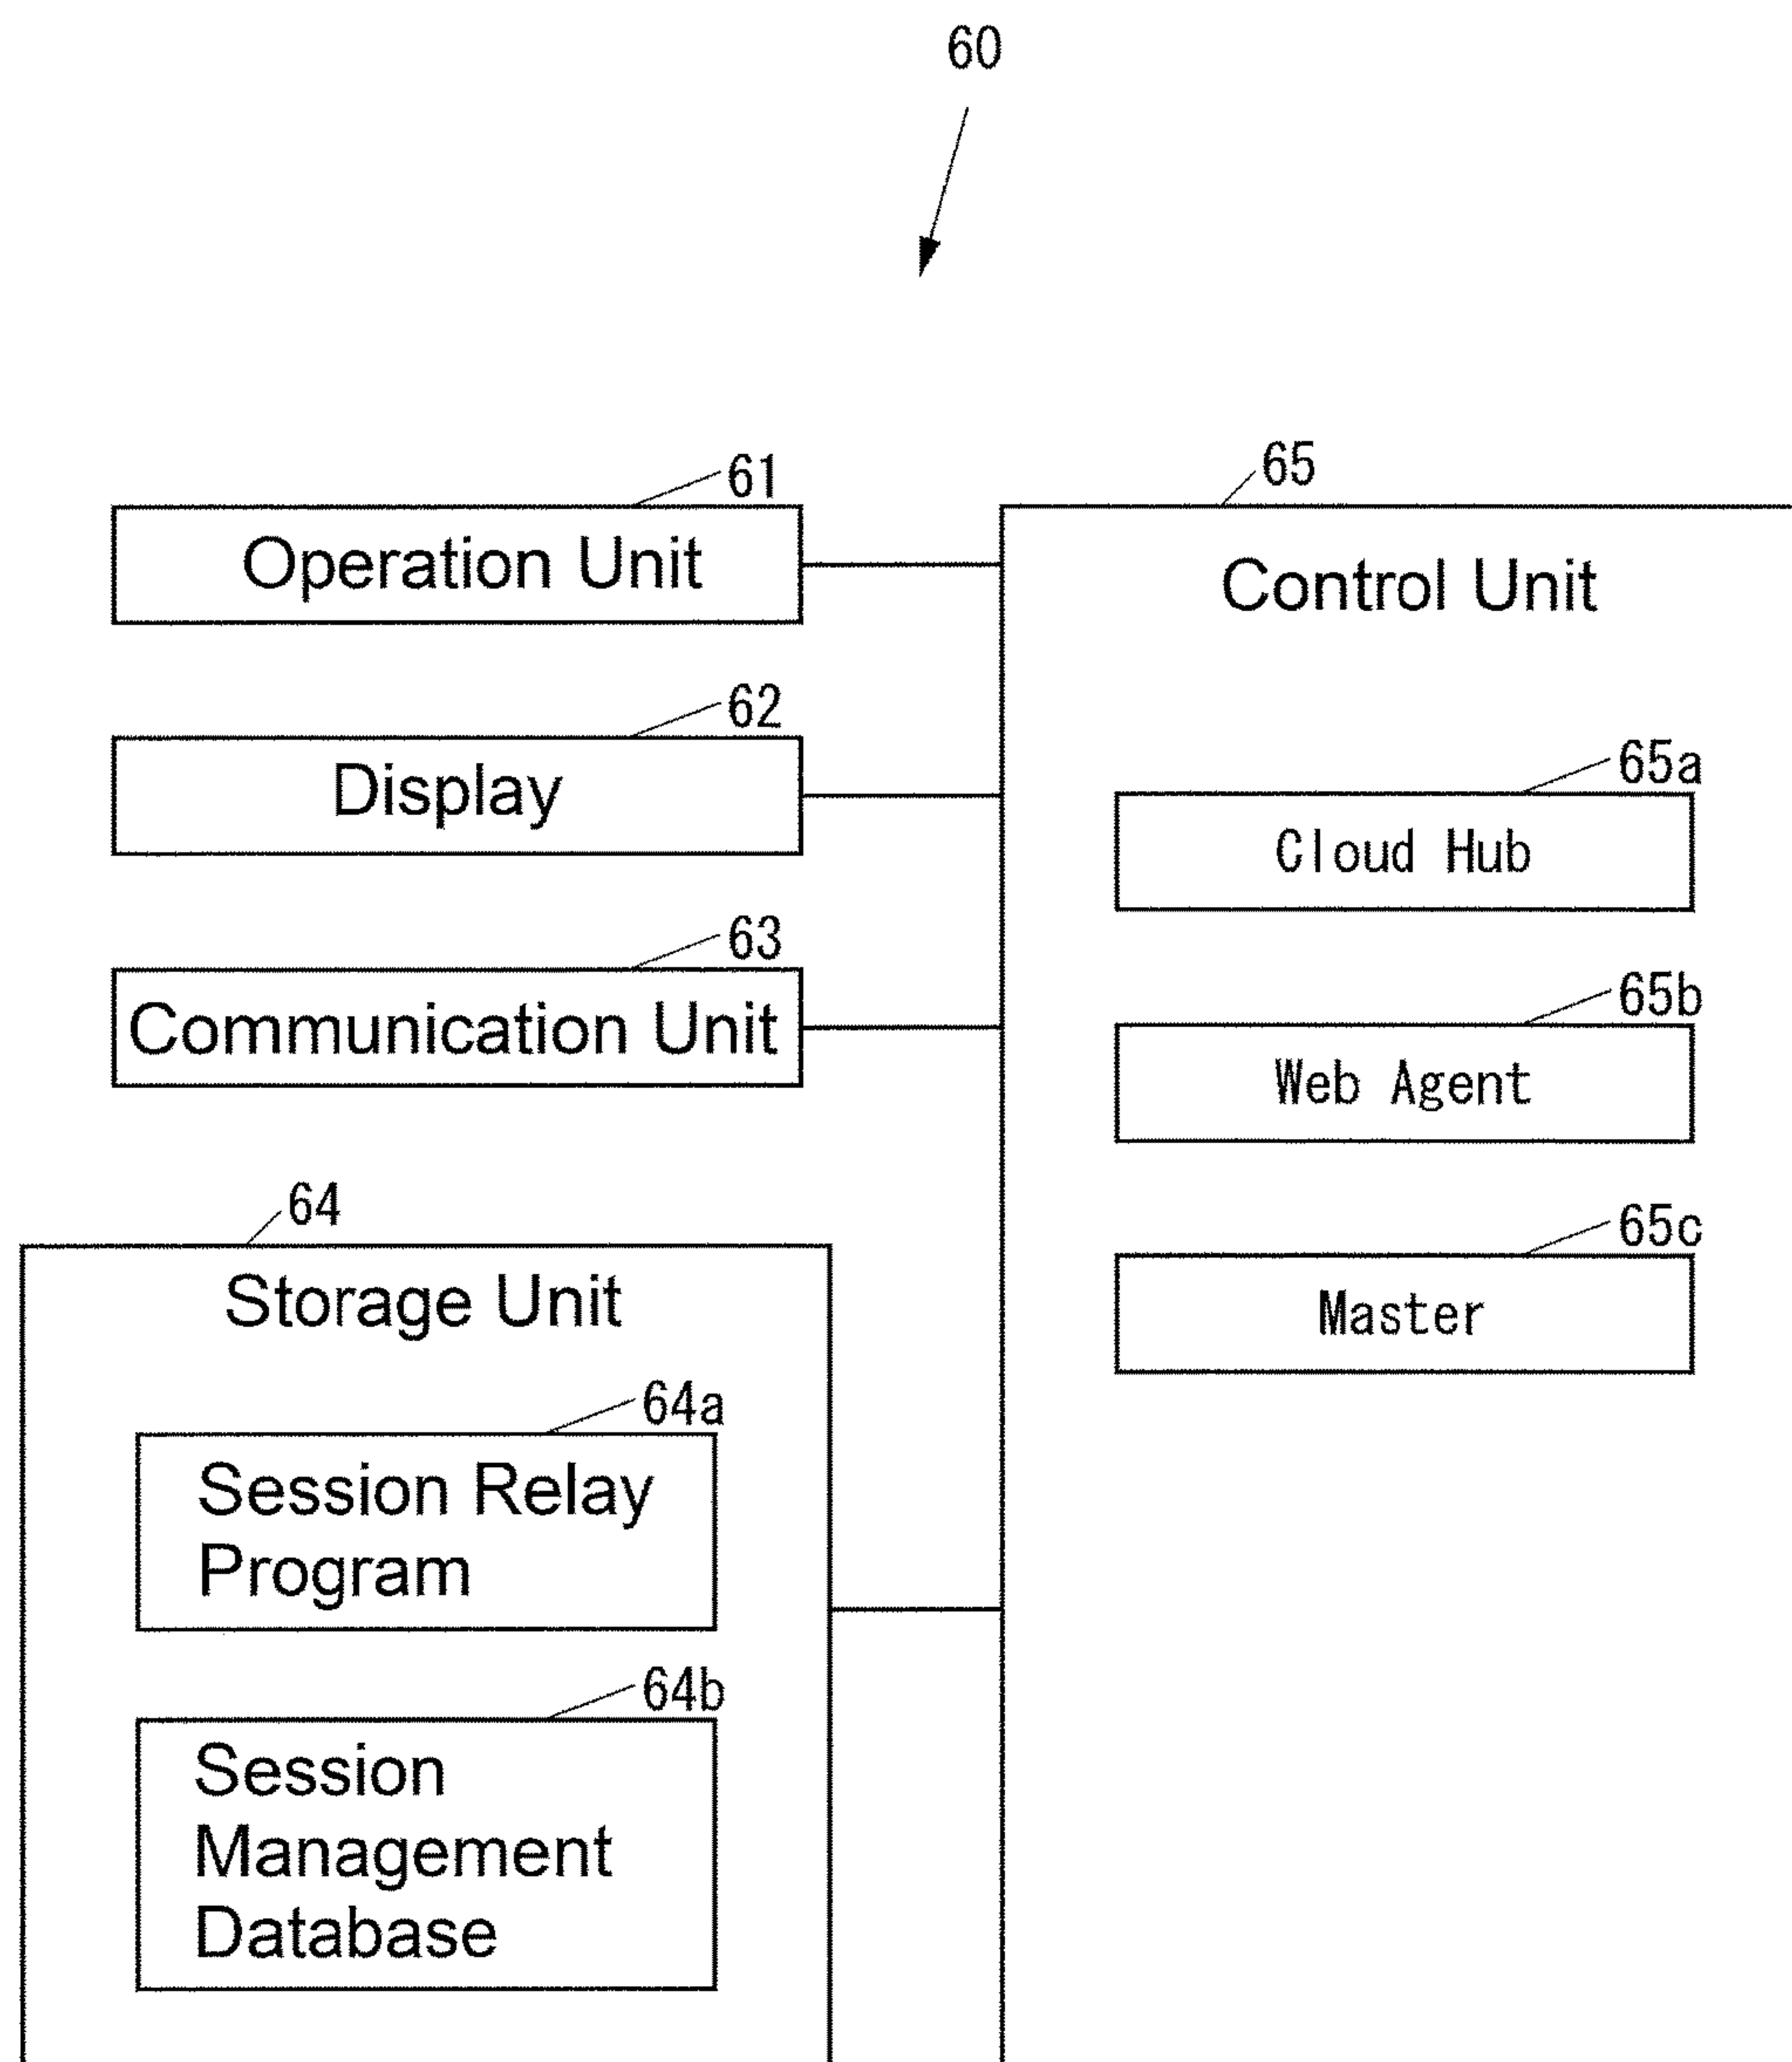 60
61
Operation Unit
62
Display
63
Communication Unit
64
Storage Unit
64a
Session Relay
Program
64b
Session
Management
Database
65
Control Unit
65a
Cloud Hub
65b
Web Agent
65c
Master